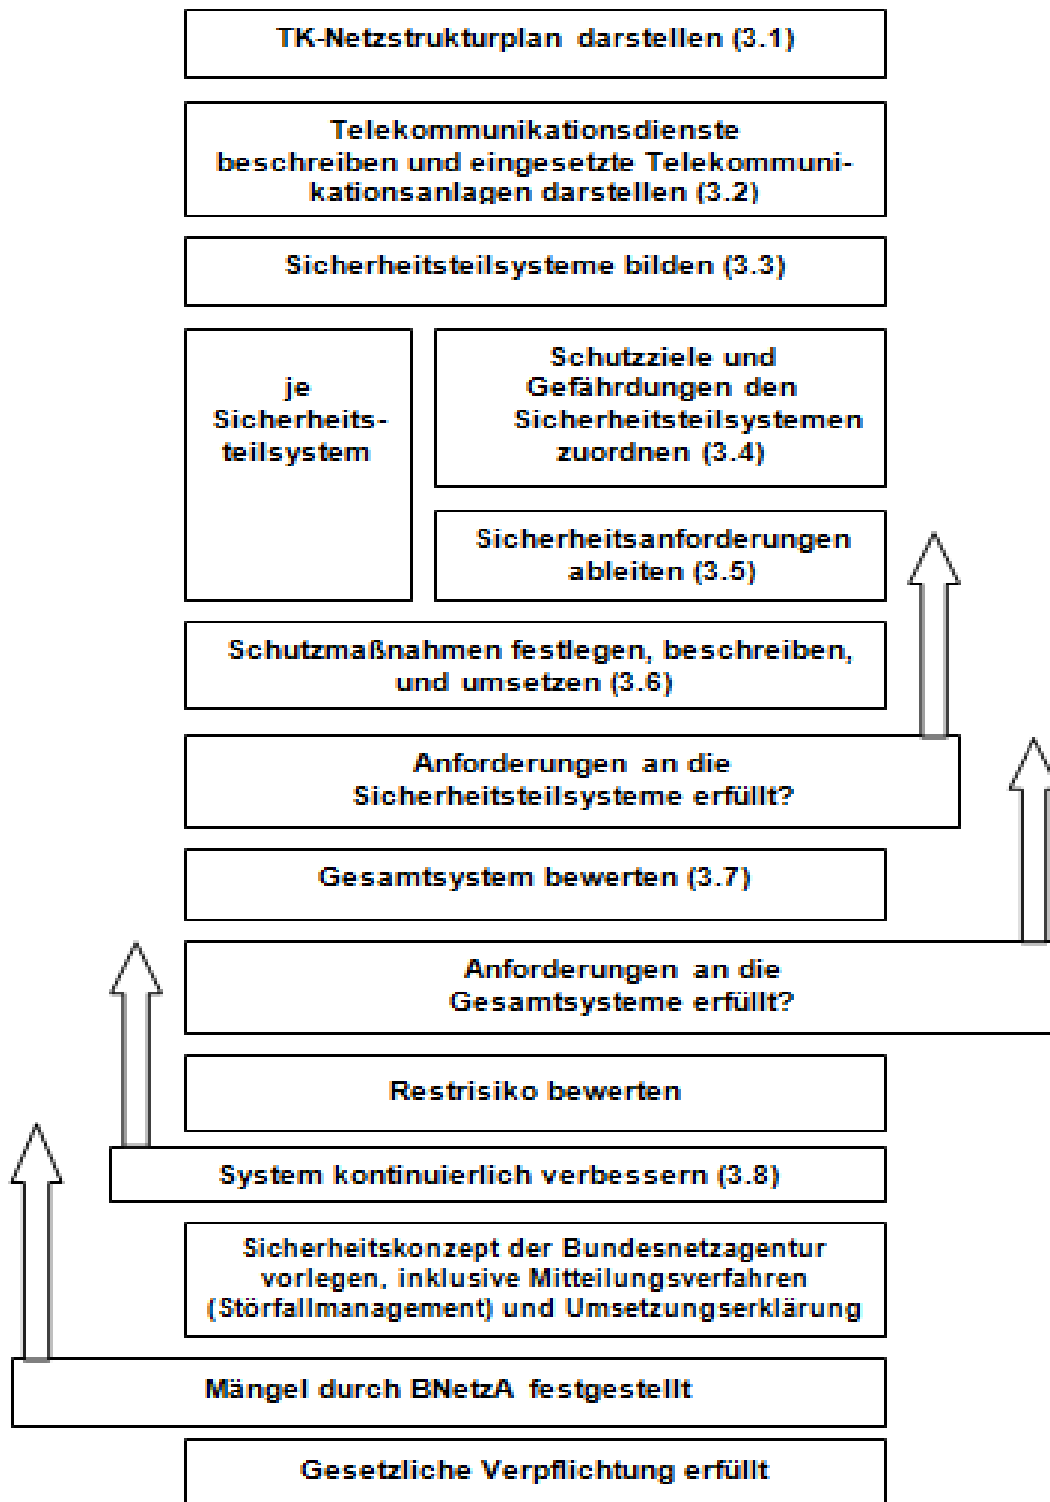 TK-Netzstrukturplan darstellen (3.1)
Telekommunikationsdienste
beschreiben und eingesetzte Telekommuni-
kationsanlagen darstellen (3.2)
Sicherheitsteilsysteme bilden (3.3)
je
Sicherheits-
teilsystem
Schutzziele und
Gefährdungen den
Sicherheitsteilsystemen
zuordnen (3.4)
Sicherheitsanforderungen
ableiten (3.5)
Schutzmaßnahmen festlegen, beschreiben,
und umsetzen (3.6)
Anforderungen an die
Sicherheitsteilsysteme erfüllt?
Gesamtsystem bewerten (3.7)
Anforderungen an die
Gesamtsysteme erfüllt?
Restrisiko bewerten
System kontinuierlich verbessern (3.8)
Sicherheitskonzept der Bundesnetzagentur
vorlegen, inklusive Mitteilungsverfahren
(Störfallmanagement) und Umsetzungserklärung
Mängel durch BNetzA festgestellt
Gesetzliche Verpflichtung erfüllt